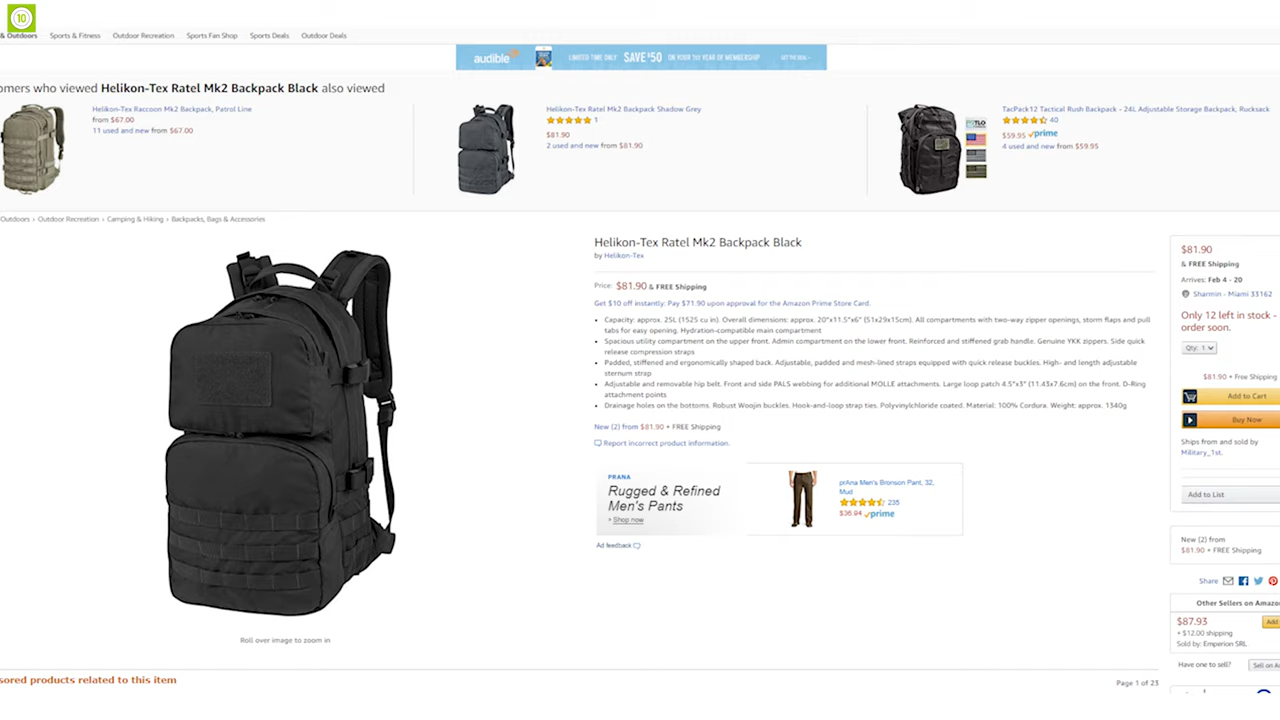 10
& Outdoors Sports & Fitness Outdoor Recreation Sports Fan Shop Sports Deals Outdoor Deals
audible LIMITED TIME ONLY SAVE $50 ON YOUR 1ST YEAR OF MEMBERSHIP GET THE DEAL
omers who viewed Helikon-Tex Ratel Mk2 Backpack Black also viewed
Helikon-Tex Raccoon Mk2 Backpack, Patrol Line
from $67.00
11 used and new from $67.00
Helikon-Tex Ratel Mk2 Backpack Shadow Grey
1
$81.90
2 used and new from $81.90
TacPack12 Tactical Rush Backpack - 24L Adjustable Storage Backpack, Rucksack
40
$59.95 prime
4 used and new from $59.95
Outdoors › Outdoor Recreation › Camping & Hiking › Backpacks, Bags & Accessories
Roll over image to zoom in
Helikon-Tex Ratel Mk2 Backpack Black
by Helikon-Tex
Price: $81.90 & FREE Shipping
Get $10 off instantly: Pay $71.90 upon approval for the Amazon Prime Store Card.
• Capacity: approx. 25L (1525 cu in). Overall dimensions: approx. 20"x11.5"x6" (51x29x15cm). All compartments with two-way zipper openings, storm flaps and pull
tabs for easy opening. Hydration-compatible main compartment
• Spacious utility compartment on the upper front. Admin compartment on the lower front. Reinforced and stiffened grab handle. Genuine YKK zippers. Side quick
release compression straps
• Padded, stiffened and ergonomically shaped back. Adjustable, padded and mesh-lined straps equipped with quick release buckles. High- and length adjustable
sternum strap
• Adjustable and removable hip belt. Front and side PALS webbing for additional MOLLE attachments. Large loop patch 4.5"x3" (11.43x7.6cm) on the front. D-Ring
attachment points
• Drainage holes on the bottoms. Robust Woojin buckles. Hook-and-loop strap ties. Polyvinylchloride coated. Material: 100% Cordura. Weight: approx. 1340g
New (2) from $81.90 + FREE Shipping
Report incorrect product information.
PRANA
Rugged & Refined
Men's Pants
› Shop now
prAna Men's Bronson Pant, 32,
Mud
235
$36.94 prime
Ad feedback
$81.90
& FREE Shipping
Arrives: Feb 4 - 20
Sharmin - Miami 33162
Only 12 left in stock -
order soon.
Qty: 1
$81.90 + Free Shipping
Add to Cart
Buy Now
Ships from and sold by
Military_1st.
Add to List
New (2) from
$81.90 + FREE Shipping
Share
Other Sellers on Amazo
$87.93 Add
+ $12.00 shipping
Sold by: Emperion SRL
Have one to sell? Sell on A
sored products related to this item
Page 1 of 23